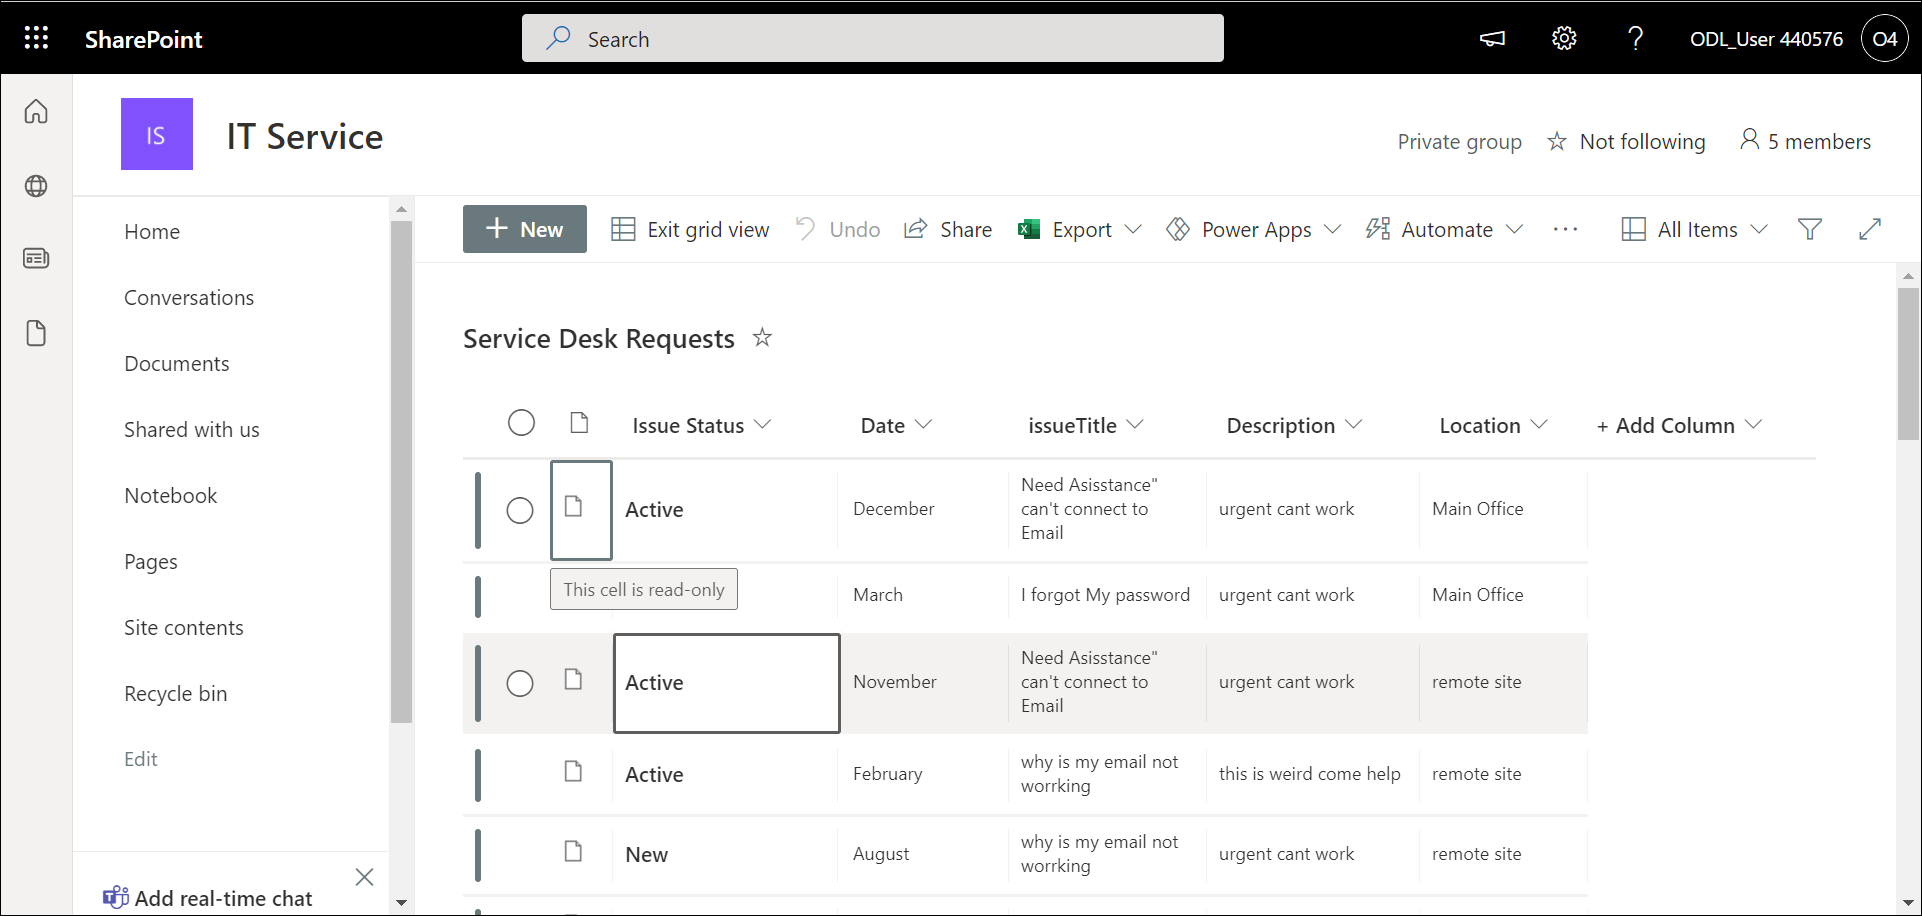 SharePoint
Search
ODL_User 440576
O4
IS
IT Service
Private group
Not following
5 members
Home
Conversations
Documents
Shared with us
Notebook
Pages
Site contents
Recycle bin
Edit
Add real-time chat
New
Exit grid view
Undo
Share
Export
Power Apps
Automate
All Items
Service Desk Requests
Issue Status
Date
issueTitle
Description
Location
+ Add Column
Active
December
Need Asisstance"
can't connect to
Email
urgent cant work
Main Office
This cell is read-only
March
I forgot My password
urgent cant work
Main Office
Active
November
Need Asisstance"
can't connect to
Email
urgent cant work
remote site
Active
February
why is my email not
worrking
this is weird come help
remote site
New
August
why is my email not
worrking
urgent cant work
remote site